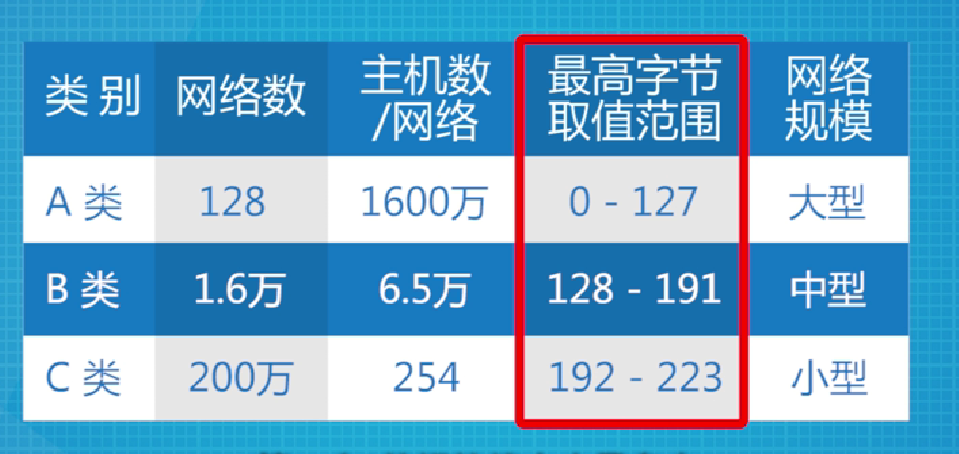 类别 网络数 主机数/网络 最高字节取值范围 网络规模
A 类 128 1600万 0 - 127 大型
B 类 1.6万 6.5万 128 - 191 中型
C 类 200万 254 192 - 223 小型